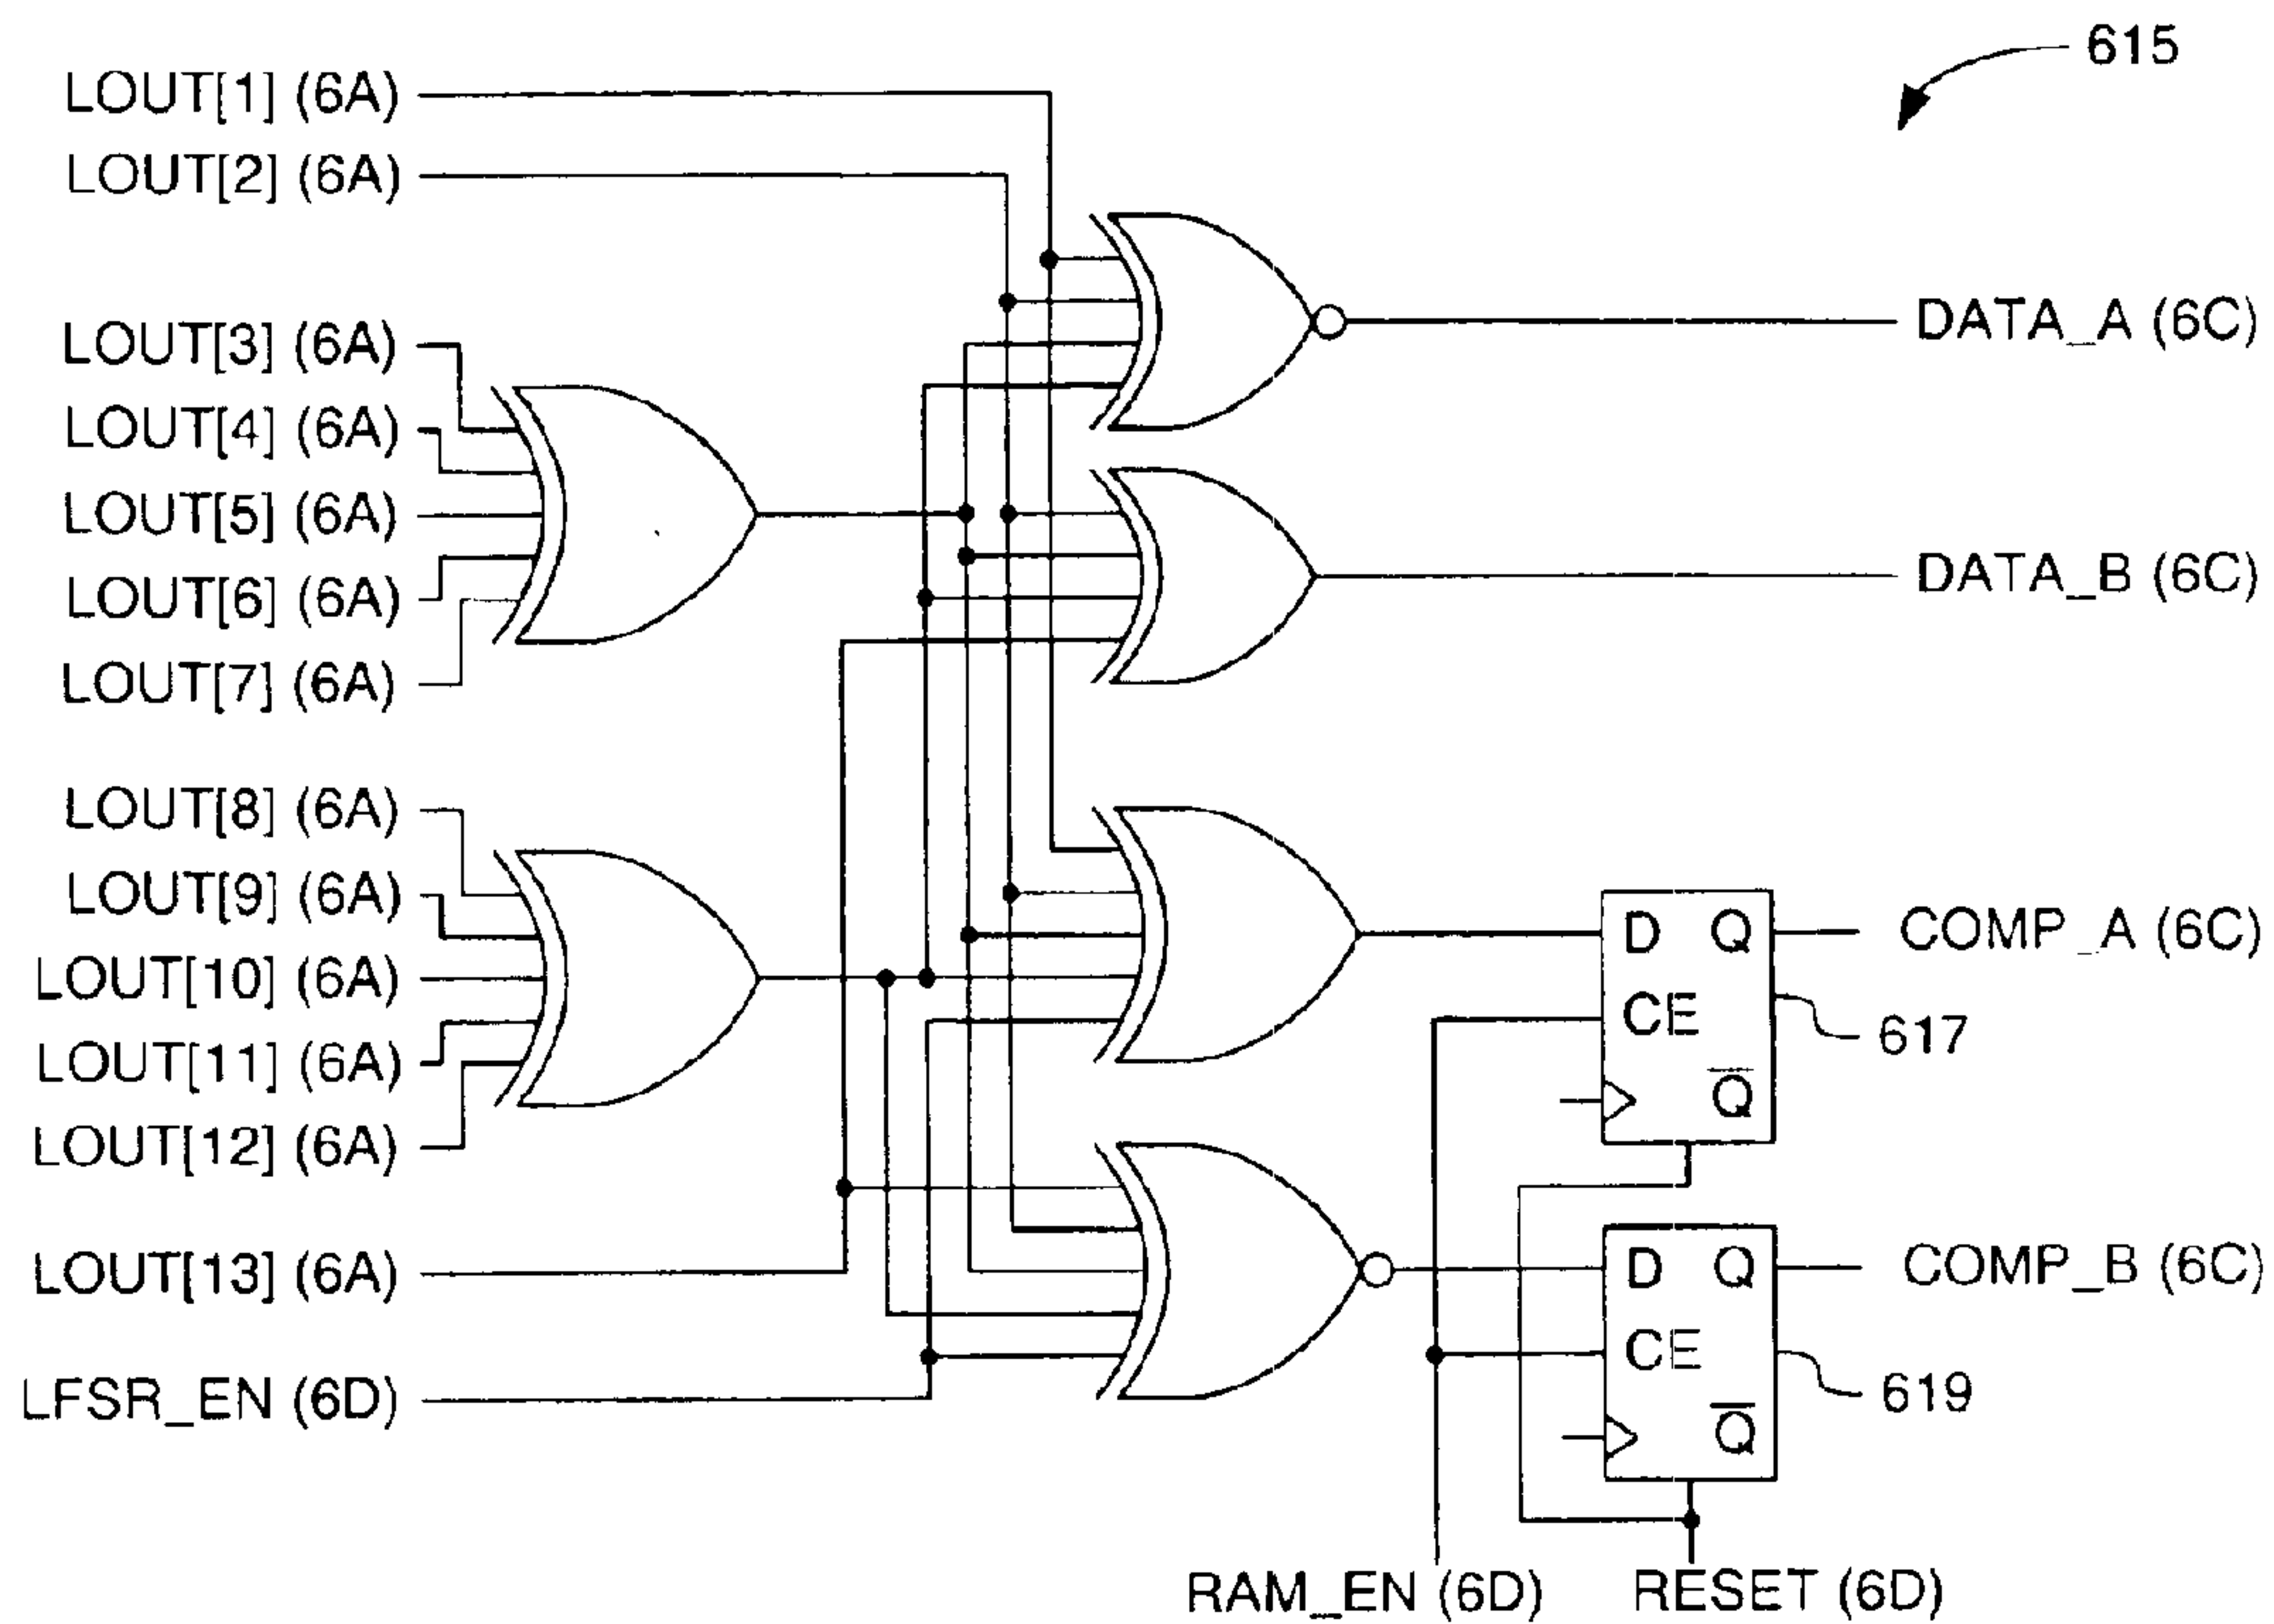 615
LOUT[1] (6A)
LOUT[2] (6A)
LOUT[3] (6A)
LOUT[4] (6A)
LOUT[5] (6A)
LOUT[6] (6A)
LOUT[7] (6A)
LOUT[8] (6A)
LOUT[9] (6A)
LOUT[10] (6A)
LOUT[11] (6A)
LOUT[12] (6A)
LOUT[13] (6A)
LFSR_EN (6D)
DATA_A (6C)
DATA_B (6C)
D Q
CE
Q̅
COMP_A (6C)
617
D Q
CE
Q̅
COMP_B (6C)
619
RAM_EN (6D)
RESET (6D)